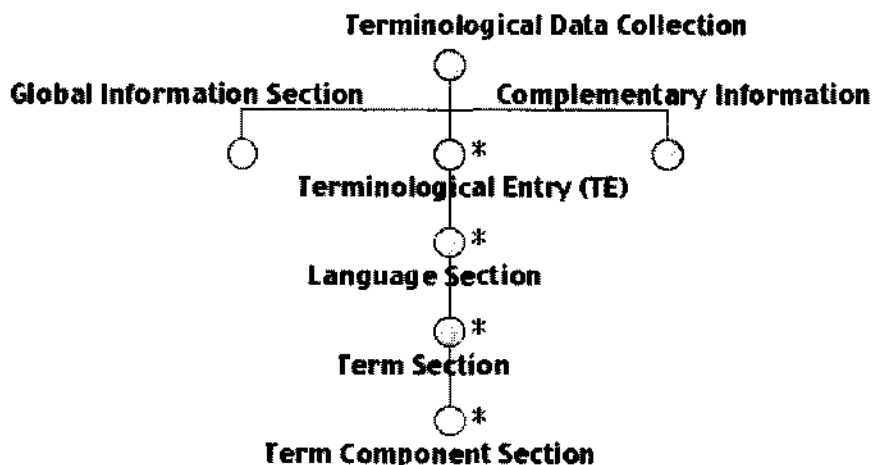 Terminological Data Collection
Global Information Section
Complementary Information
*
Terminological Entry (TE)
*
Language Section
*
Term Section
*
Term Component Section